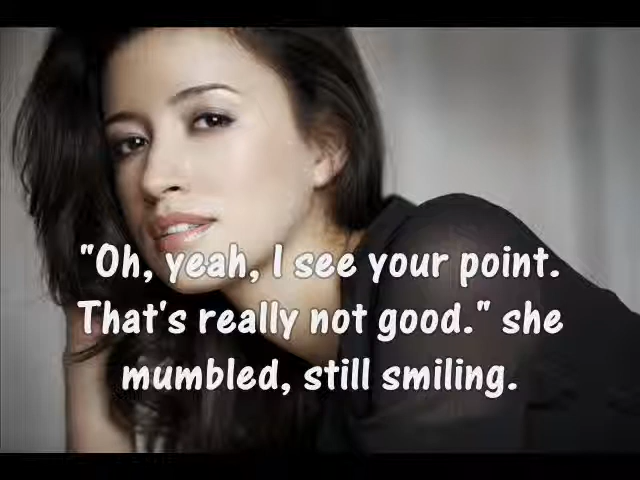 "Oh, yeah, I see your point.
That's really not good." she
mumbled, still smiling.